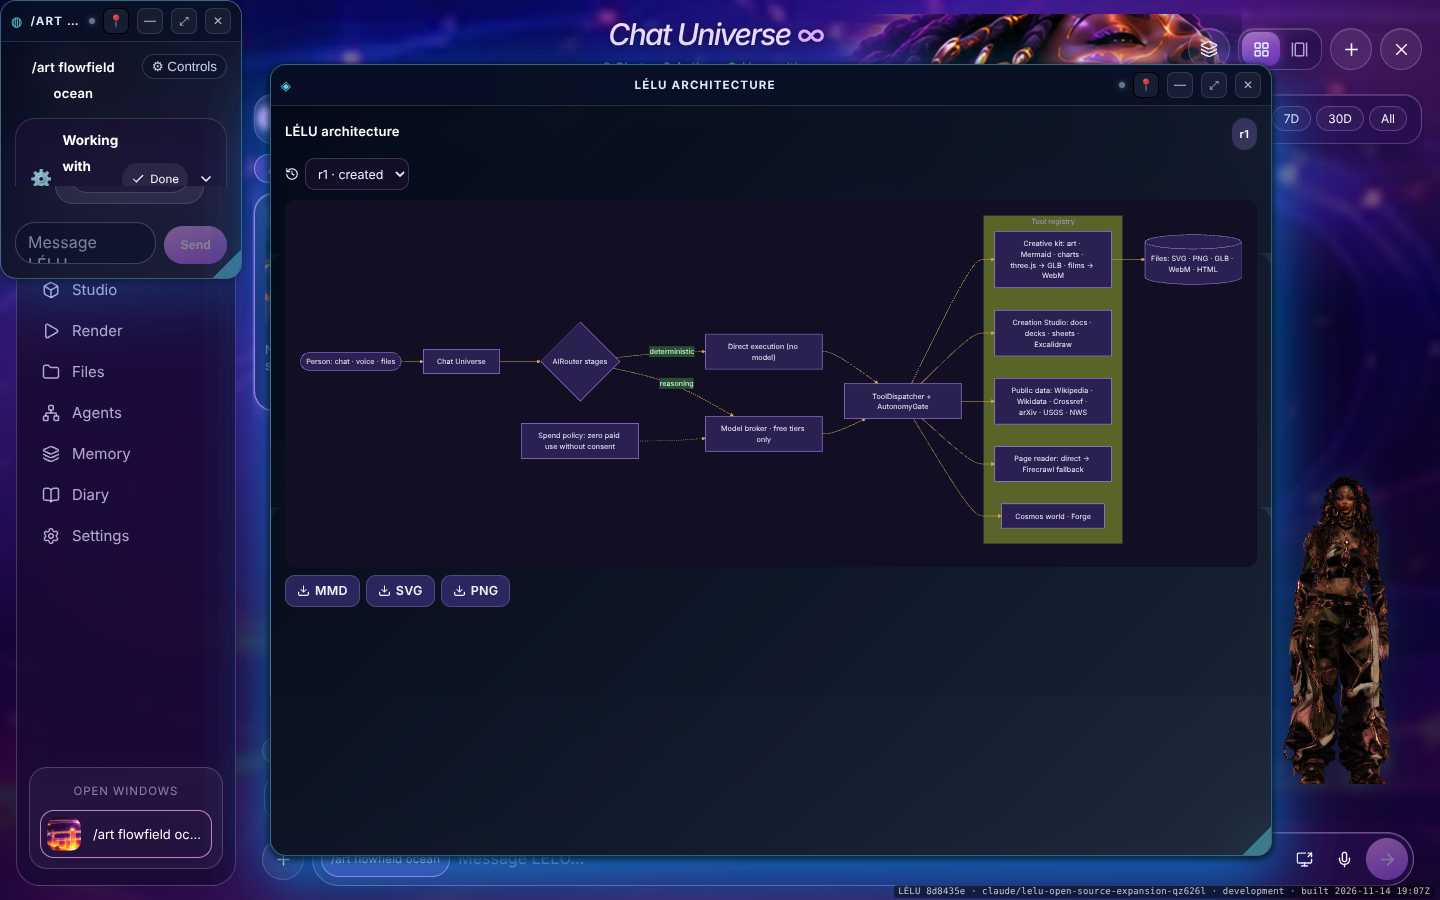 /ART ...
/art flowfield
ocean
Controls
Working
with
Done
Message
LÉLU
Send
Studio
Render
Files
Agents
Memory
Diary
Settings
OPEN WINDOWS
/art flowfield oc...
Chat Universe ∞
7D
30D
All
LÉLU ARCHITECTURE
LÉLU architecture
r1
r1 · created
Person: chat · voice · files
Chat Universe
AIRouter stages
deterministic
reasoning
Direct execution (no
model)
Spend policy: zero paid
use without consent
Model broker · free tiers
only
ToolDispatcher +
AutonomyGate
Tool registry
Creative kit: art ·
Mermaid · charts ·
three.js → GLB · films →
WebM
Creation Studio: docs ·
decks · sheets ·
Excalidraw
Public data: Wikipedia ·
Wikidata · Crossref ·
arXiv · USGS · NWS
Page reader: direct →
Firecrawl fallback
Cosmos world · Forge
Files: SVG · PNG · GLB ·
WebM · HTML
MMD
SVG
PNG
/art flowfield ocean
Message LÉLU...
LÉLU 8d8435e · claude/lelu-open-source-expansion-qz626l · development · built 2026-11-14 19:07Z